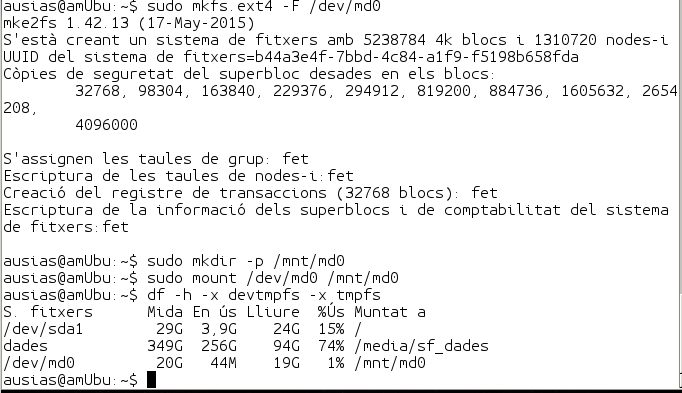 ausias@amUbu:~$ sudo mkfs.ext4 -F /dev/md0
mke2fs 1.42.13 (17-May-2015)
S'està creant un sistema de fitxers amb 5238784 4k blocs i 1310720 nodes-i
UUID del sistema de fitxers=b44a3e4f-7bbd-4c84-a1f9-f5198b658fda
Còpies de seguretat del superbloc desades en els blocs:
32768, 98304, 163840, 229376, 294912, 819200, 884736, 1605632, 2654
208,
4096000
S'assignen les taules de grup: fet
Escriptura de les taules de nodes-i:fet
Creació del registre de transaccions (32768 blocs): fet
Escriptura de la informació dels superblocs i de comptabilitat del sistema
de fitxers:fet
ausias@amUbu:~$ sudo mkdir -p /mnt/md0
ausias@amUbu:~$ sudo mount /dev/md0 /mnt/md0
ausias@amUbu:~$ df -h -x devtmpfs -x tmpfs
S. fitxers Mida En ús Lliure %Ús Muntat a
/dev/sda1 29G 3,9G 24G 15% /
dades 349G 256G 94G 74% /media/sf_dades
/dev/md0 20G 44M 19G 1% /mnt/md0
ausias@amUbu:~$